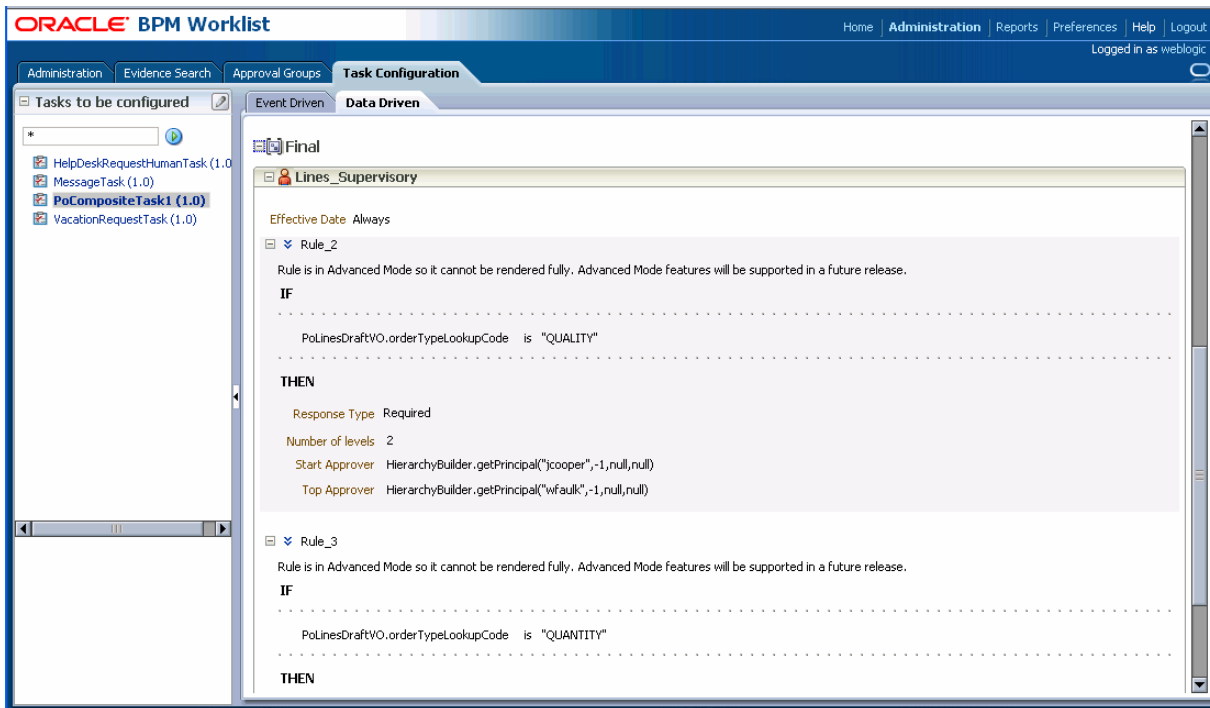 ORACLE BPM Worklist
Home Administration Reports Preferences Help Logout
Logged in as weblogic
Administration Evidence Search Approval Groups Task Configuration
Tasks to be configured
Event Driven Data Driven
*
HelpDeskRequestHumanTask (1.0
MessageTask (1.0)
PoCompositeTask1 (1.0)
VacationRequestTask (1.0)
Final
Lines_Supervisory
Effective Date Always
Rule_2
Rule is in Advanced Mode so it cannot be rendered fully. Advanced Mode features will be supported in a future release.
IF
PoLinesDraftVO.orderTypeLookupCode is "QUALITY"
THEN
Response Type Required
Number of levels 2
Start Approver HierarchyBuilder.getPrincipal("jcooper",-1,null,null)
Top Approver HierarchyBuilder.getPrincipal("wfaulk",-1,null,null)
Rule_3
Rule is in Advanced Mode so it cannot be rendered fully. Advanced Mode features will be supported in a future release.
IF
PoLinesDraftVO.orderTypeLookupCode is "QUANTITY"
THEN